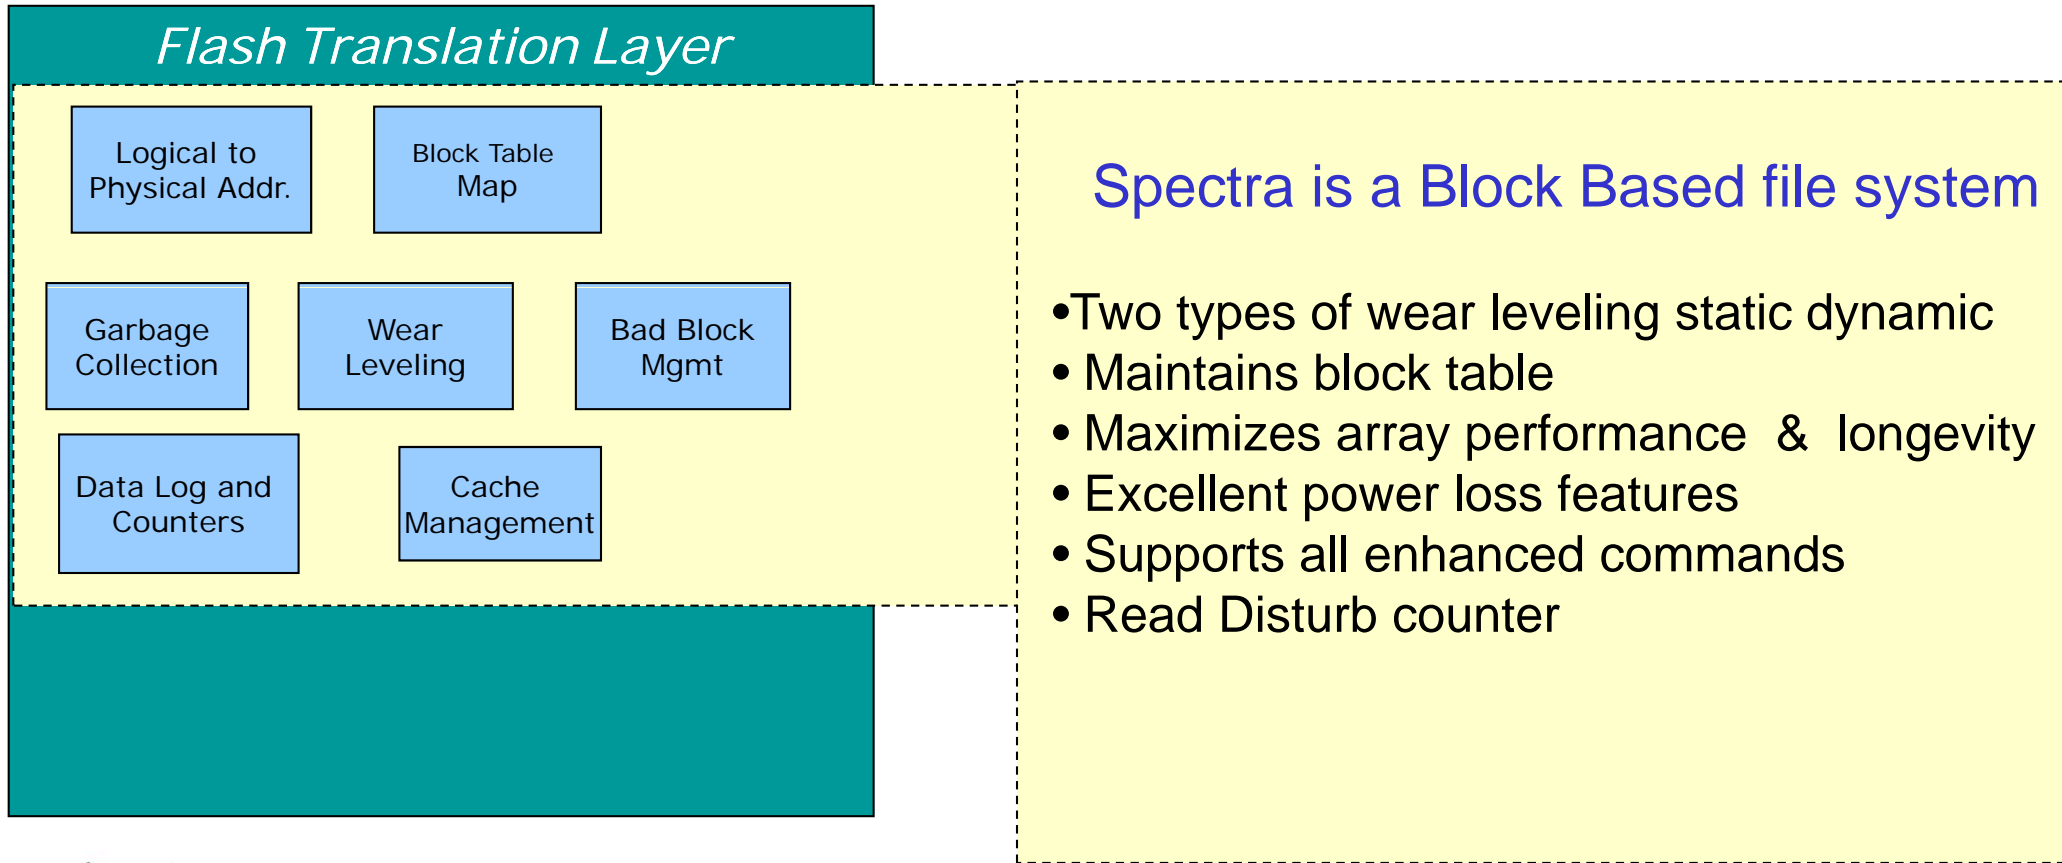 Flash Translation Layer
Logical to
Physical Addr.
Block Table
Map
Garbage
Collection
Wear
Leveling
Bad Block
Mgmt
Data Log and
Counters
Cache
Management
Spectra is a Block Based file system
•Two types of wear leveling static dynamic
• Maintains block table
• Maximizes array performance & longevity
• Excellent power loss features
• Supports all enhanced commands
• Read Disturb counter